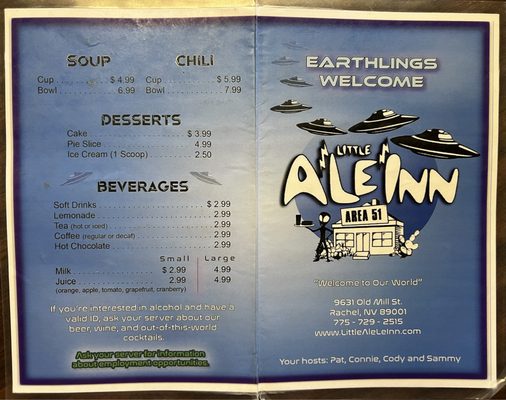 SOUP
Cup $ 4.99
Bowl 6.99
CHILI
Cup $ 5.99
Bowl 7.99
DESSERTS
Cake $ 3.99
Pie Slice 4.99
Ice Cream (1 Scoop) 2.50
BEVERAGES
Soft Drinks $ 2.99
Lemonade 2.99
Tea (hot or iced) 2.99
Coffee (regular or decaf) 2.99
Hot Chocolate 2.99
Small Large
Milk $ 2.99 4.99
Juice 2.99 4.99
(orange, apple, tomato, grapefruit, cranberry)
If you're interested in alcohol and have a
valid ID, ask your server about our
beer, wine, and out-of-this-world
cocktails.
Ask your server for information
about employment opportunities.
EARTHLINGS
WELCOME
LITTLE
A'LE'INN
AREA 51
"Welcome to Our World"
9631 Old Mill St.
Rachel, NV 89001
775 - 729 - 2515
www.LittleAleLeInn.com
Your hosts: Pat, Connie, Cody and Sammy